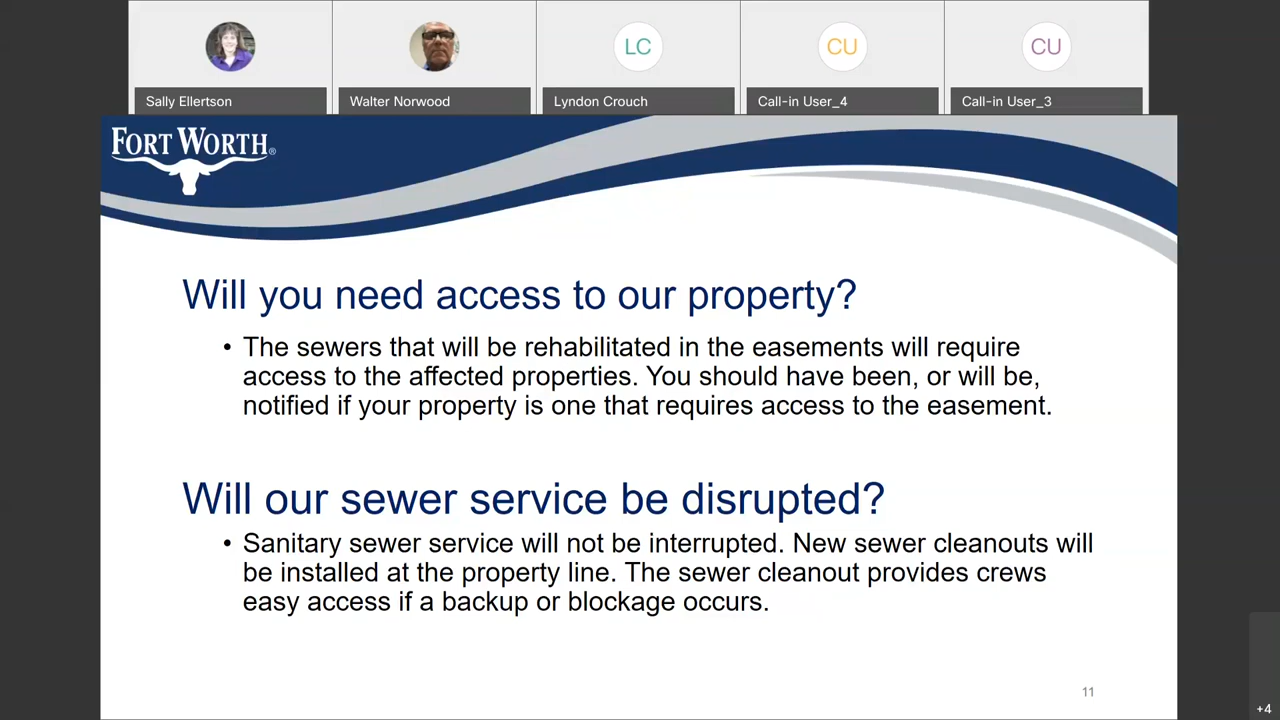 LC
CU
CU
Sally Ellertson
Walter Norwood
Lyndon Crouch
Call-in User_4
Call-in User_3
FORT WORTH®
Will you need access to our property?
• The sewers that will be rehabilitated in the easements will require
access to the affected properties. You should have been, or will be,
notified if your property is one that requires access to the easement.
Will our sewer service be disrupted?
• Sanitary sewer service will not be interrupted. New sewer cleanouts will
be installed at the property line. The sewer cleanout provides crews
easy access if a backup or blockage occurs.
11
+4